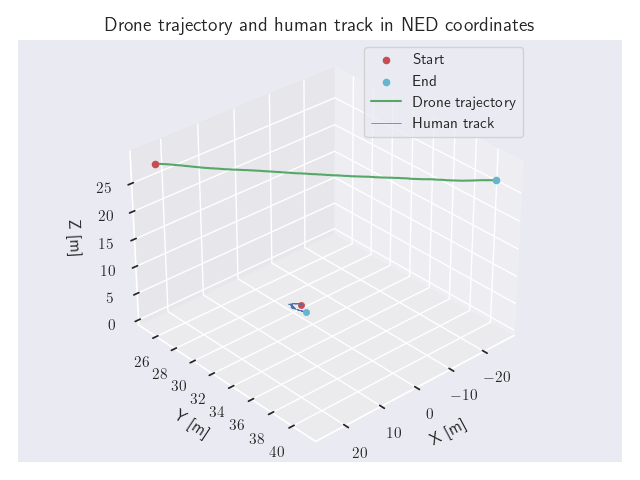 Drone trajectory and human track in NED coordinates
Start
End
Drone trajectory
Human track
25
20
15
10
5
0
Z [m]
26
28
30
32
34
36
38
40
Y [m]
−20
−10
0
10
20
X [m]